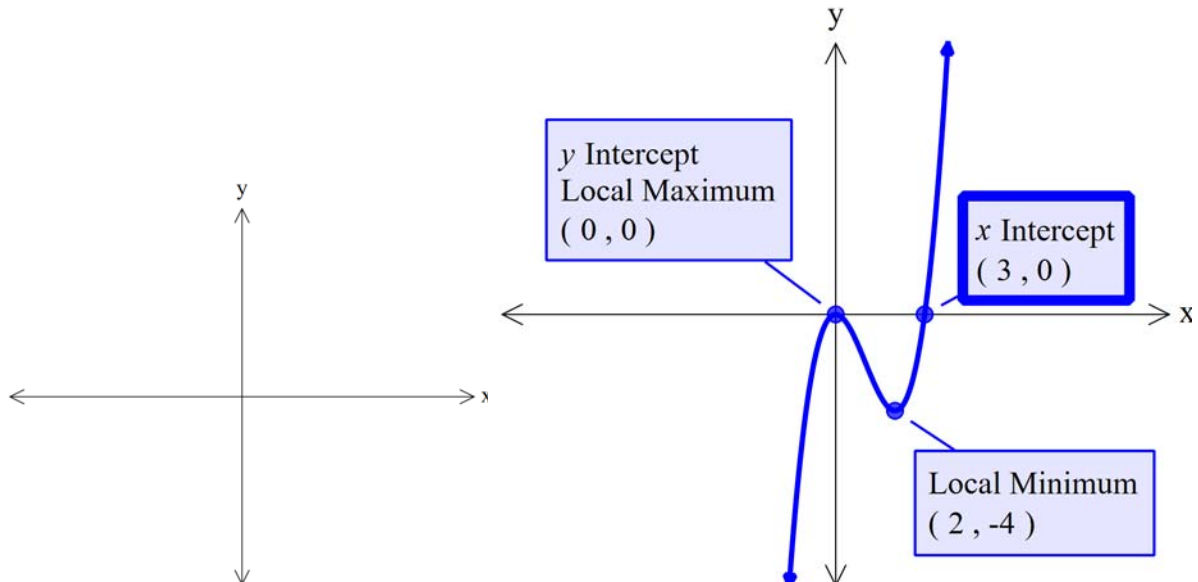 y
x
y
y Intercept
Local Maximum
( 0 , 0 )
x Intercept
( 3 , 0 )
x
Local Minimum
( 2 , -4 )